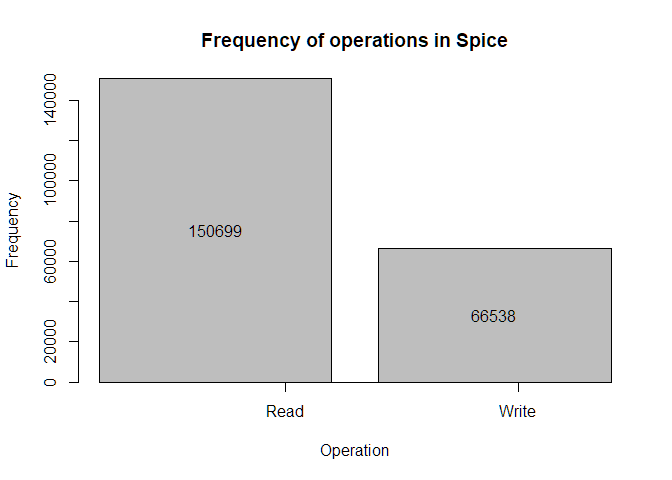 Frequency of operations in Spice
Frequency
140000
100000
60000
20000
0
150699
66538
Read
Write
Operation